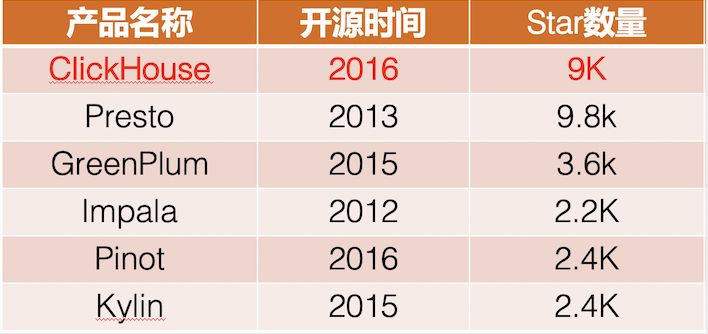 产品名称 开源时间 Star数量
ClickHouse 2016 9K
Presto 2013 9.8k
GreenPlum 2015 3.6k
Impala 2012 2.2K
Pinot 2016 2.4K
Kylin 2015 2.4K